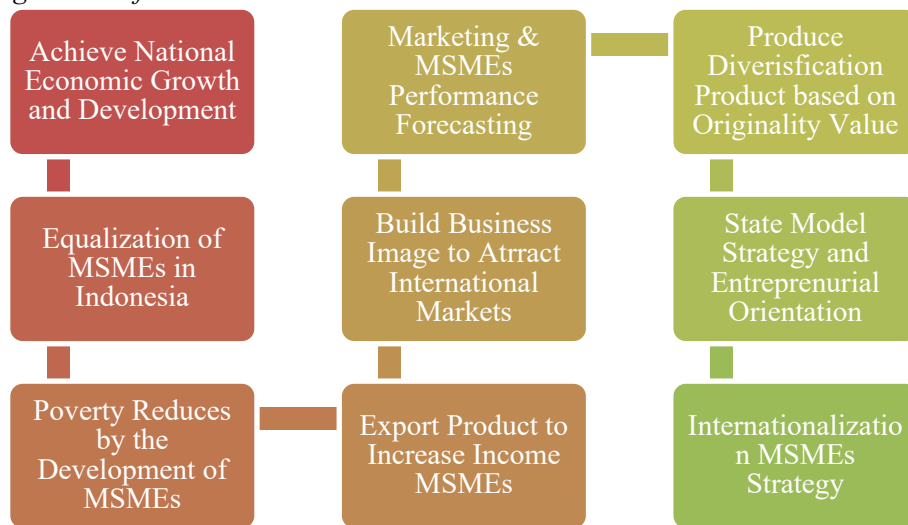 Achieve National
Economic Growth
and Development
Equalization of
MSMEs in
Indonesia
Poverty Reduces
by the
Development of
MSMEs
Export Product to
Increase Income
MSMEs
Build Business
Image to Atrract
International
Markets
Marketing &
MSMEs
Performance
Forecasting
Produce
Diverisfication
Product based on
Originality Value
State Model
Strategy and
Entreprenurial
Orientation
Internationalizatio
n MSMEs
Strategy